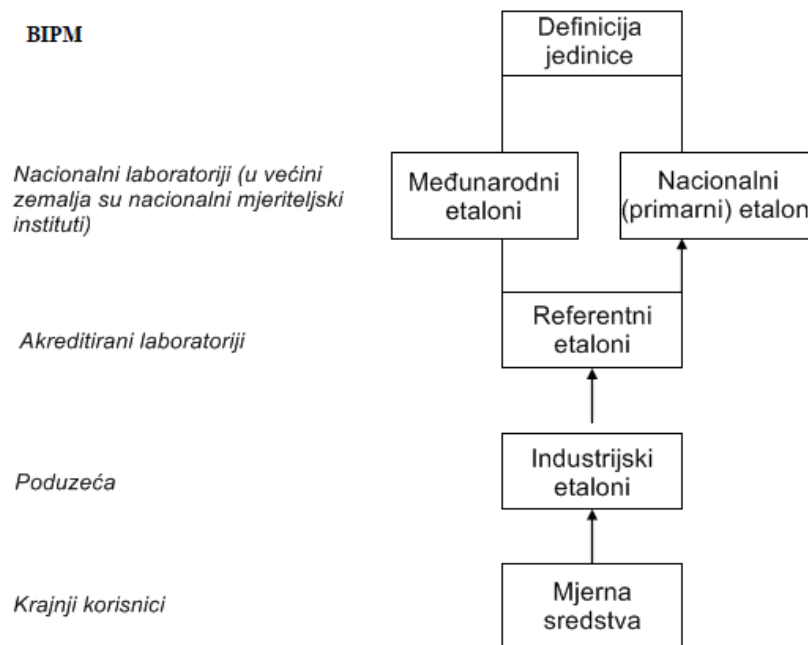 BIPM
Definicija
jedinice
Nacionalni laboratoriji (u većini
zemalja su nacionalni mjeriteljski
instituti)
Međunarodni
etaloni
Nacionalni
(primarni) etalon
Akreditirani laboratoriji
Referentni
etaloni
Poduzeća
Industrijski
etaloni
Krajnji korisnici
Mjerna
sredstva